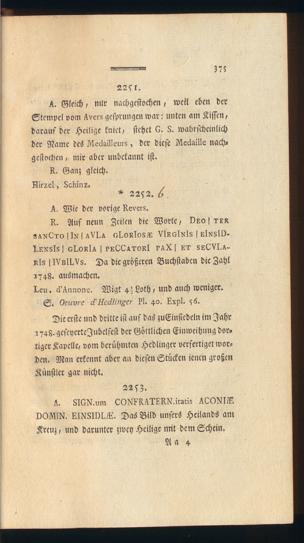 375
2251.
A. Gleich, nur nachgestochen, weil eben der
Stempel vom Avers gesprungen war: unten am Kissen,
darauf der Heilige kniet, stehet G. S. wahrscheinlich
der Name des Medailleurs, der diese Medaille nach-
gestochen, mir aber unbekannt ist.
R. Ganz gleich.
Hirzel, Schinz.
* 2252. 6
A. Wie der vorige Revers.
R. Auf neun Zeilen die Worte, DEO | TER
SANCTO | IN | AVLA GLORIOSÆ VIRGINIS | EINSID-
LENSIS | GLORIA | PECCATORI PAX | ET SECVLA-
RIS | IVBILVS. Da die größeren Buchstaben die Zahl
1748. ausmachen.
Leu. d'Annone. Wigt 4½ Loth, und auch weniger.
S. Oeuvre d'Hedlinger Pl. 40. Expl. 56.
Die erste und dritte ist auf das zu Einsiedeln im Jahr
1748. gefeyerte Jubelfest der Göttlichen Einweihung dor-
tiger Kapelle, vom berühmten Hedlinger verfertiget wor-
den. Man erkennt aber an diesen Stücken jenen großen
Künstler gar nicht.
2253.
A. SIGN.um CONFRATERN.itatis ACONIÆ
DOMIN. EINSIDLÆ. Das Bild unsers Heilands am
Kreuz, und darunter zwey Heilige mit dem Schein.
Aa 4